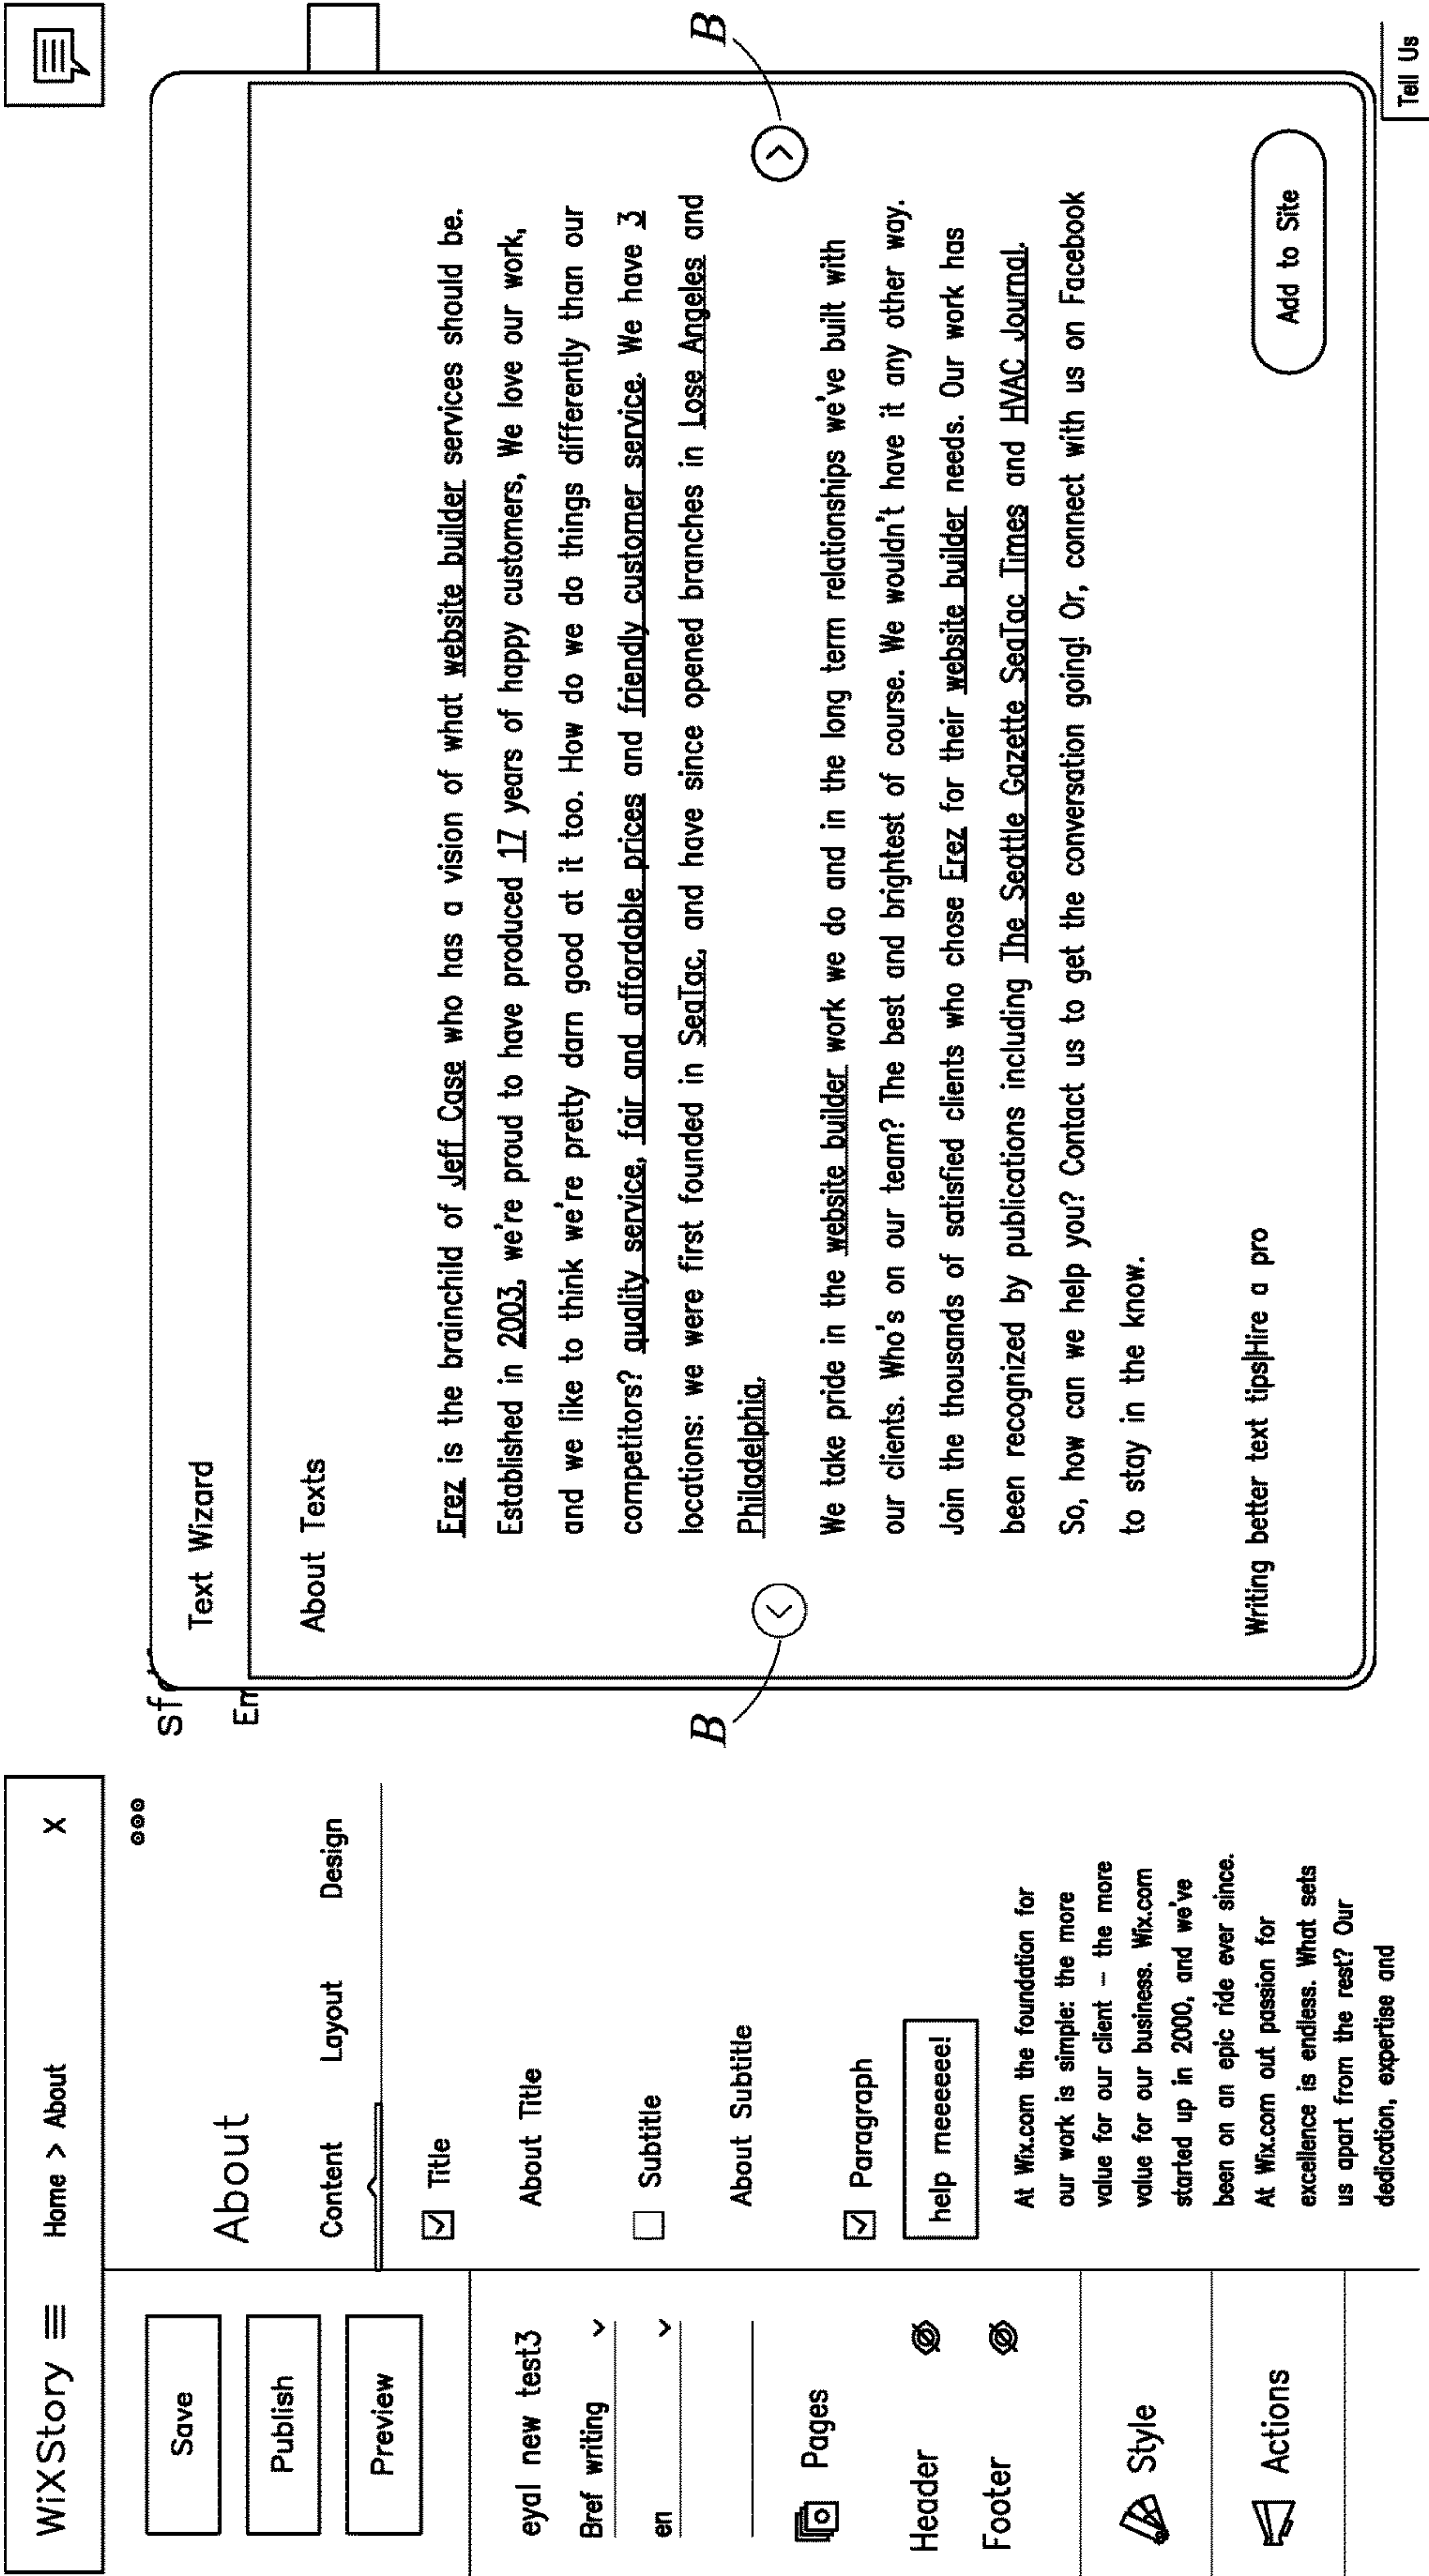 WiXStory
Home > About X
Save
Publish
Preview
eyal new test3
Bref writing
en
Pages
Header
Footer
Style
Actions
About
Content Layout Design
Title
About Title
Subtitle
About Subtitle
Paragraph
help meeeeee!
At Wix.com the foundation for
our work is simple: the more
value for our client – the more
value for our business. Wix.com
started up in 2000, and we've
been on an epic ride ever since.
At Wix.com out passion for
excellence is endless. What sets
us apart from the rest? Our
dedication, expertise and
Sf
En
Text Wizard
About Texts
Erez is the brainchild of Jeff Case who has a vision of what website builder services should be.
Established in 2003, we're proud to have produced 17 years of happy customers, We love our work,
and we like to think we're pretty darn good at it too. How do we do things differently than our
competitors? quality service, fair and affordable prices and friendly customer service. We have 3
locations: we were first founded in SeaTac, and have since opened branches in Lose Angeles and
Philadelphia.
B
B
We take pride in the website builder work we do and in the long term relationships we've built with
our clients. Who's on our team? The best and brightest of course. We wouldn't have it any other way.
Join the thousands of satisfied clients who chose Erez for their website builder needs. Our work has
been recognized by publications including The Seattle Gazette SeaTac Times and HVAC Journal.
So, how can we help you? Contact us to get the conversation going! Or, connect with us on Facebook
to stay in the know.
Writing better text tips|Hire a pro
Add to Site
Tell Us